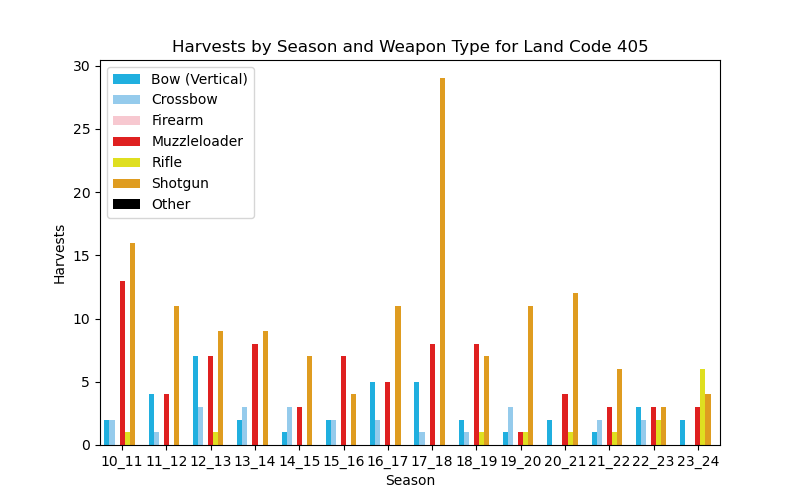 Harvests by Season and Weapon Type for Land Code 405
30
25
20
15
10
5
0
Harvests
Bow (Vertical)
Crossbow
Firearm
Muzzleloader
Rifle
Shotgun
Other
10_11 11_12 12_13 13_14 14_15 15_16 16_17 17_18 18_19 19_20 20_21 21_22 22_23 23_24
Season